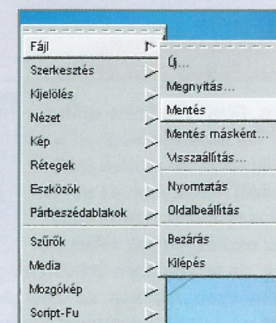 Fájl
Szerkesztés
Kijelölés
Nézet
Kép
Rétegek
Eszközök
Párbeszédablakok
Szűrők
Media
Mozgókép
Script-Fu
Új...
Megnyitás...
Mentés
Mentés másként...
Visszaállítás...
Nyomtatás
Oldalbeállítás
Bezárás
Kilépés